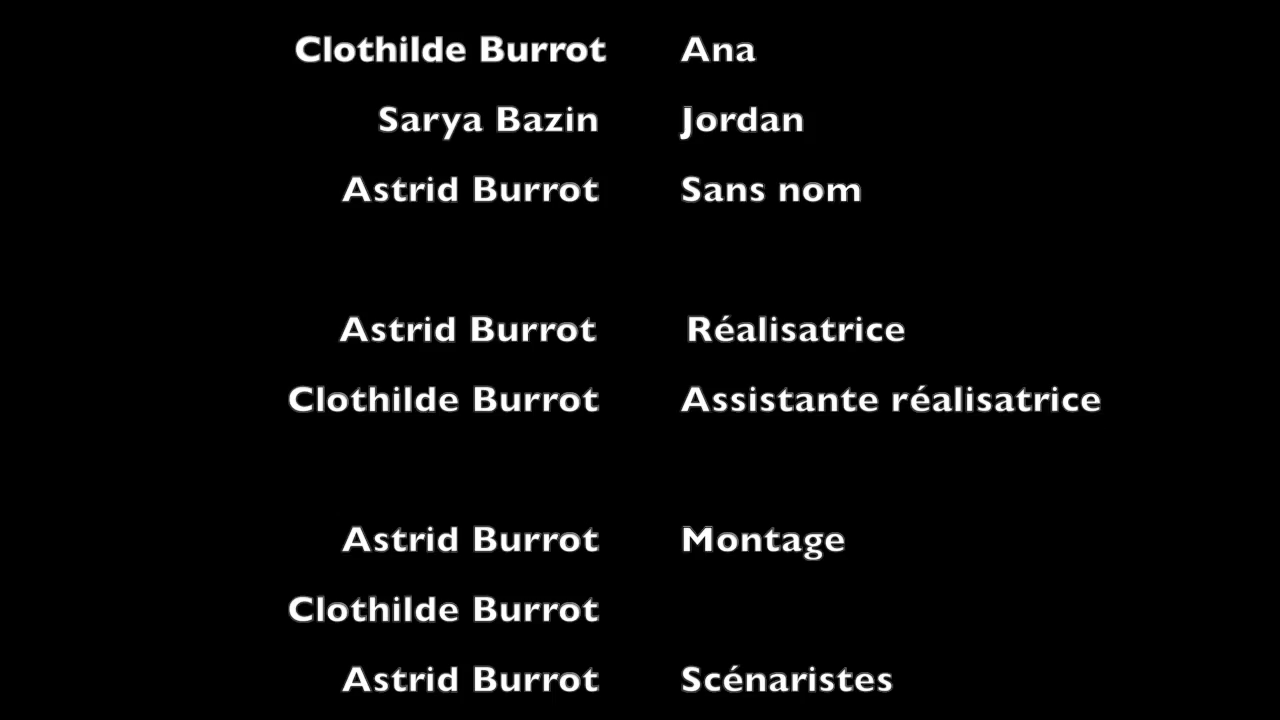 Clothilde Burrot Ana
Sarya Bazin Jordan
Astrid Burrot Sans nom
Astrid Burrot Réalisatrice
Clothilde Burrot Assistante réalisatrice
Astrid Burrot Montage
Clothilde Burrot
Astrid Burrot Scénaristes